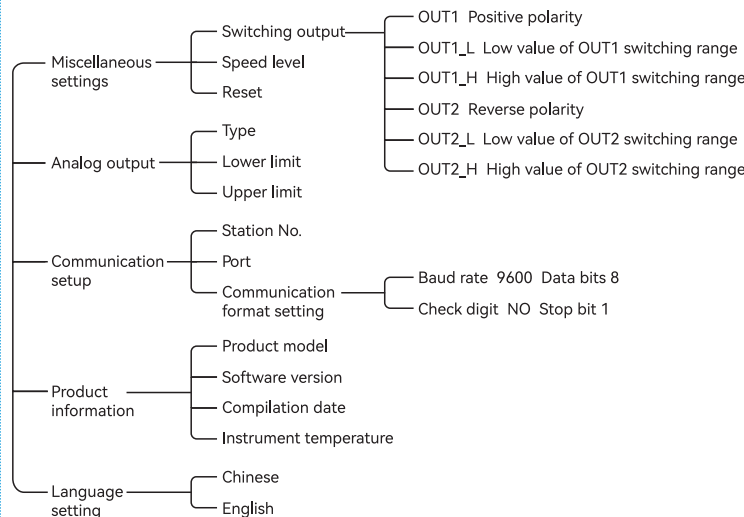 Miscellaneous
settings
Switching output
OUT1 Positive polarity
OUT1_L Low value of OUT1 switching range
OUT1_H High value of OUT1 switching range
OUT2 Reverse polarity
OUT2_L Low value of OUT2 switching range
OUT2_H High value of OUT2 switching range
Speed level
Reset
Analog output
Type
Lower limit
Upper limit
Communication
setup
Station No.
Port
Communication
format setting
Baud rate 9600 Data bits 8
Check digit NO Stop bit 1
Product
information
Product model
Software version
Compilation date
Instrument temperature
Language
setting
Chinese
English